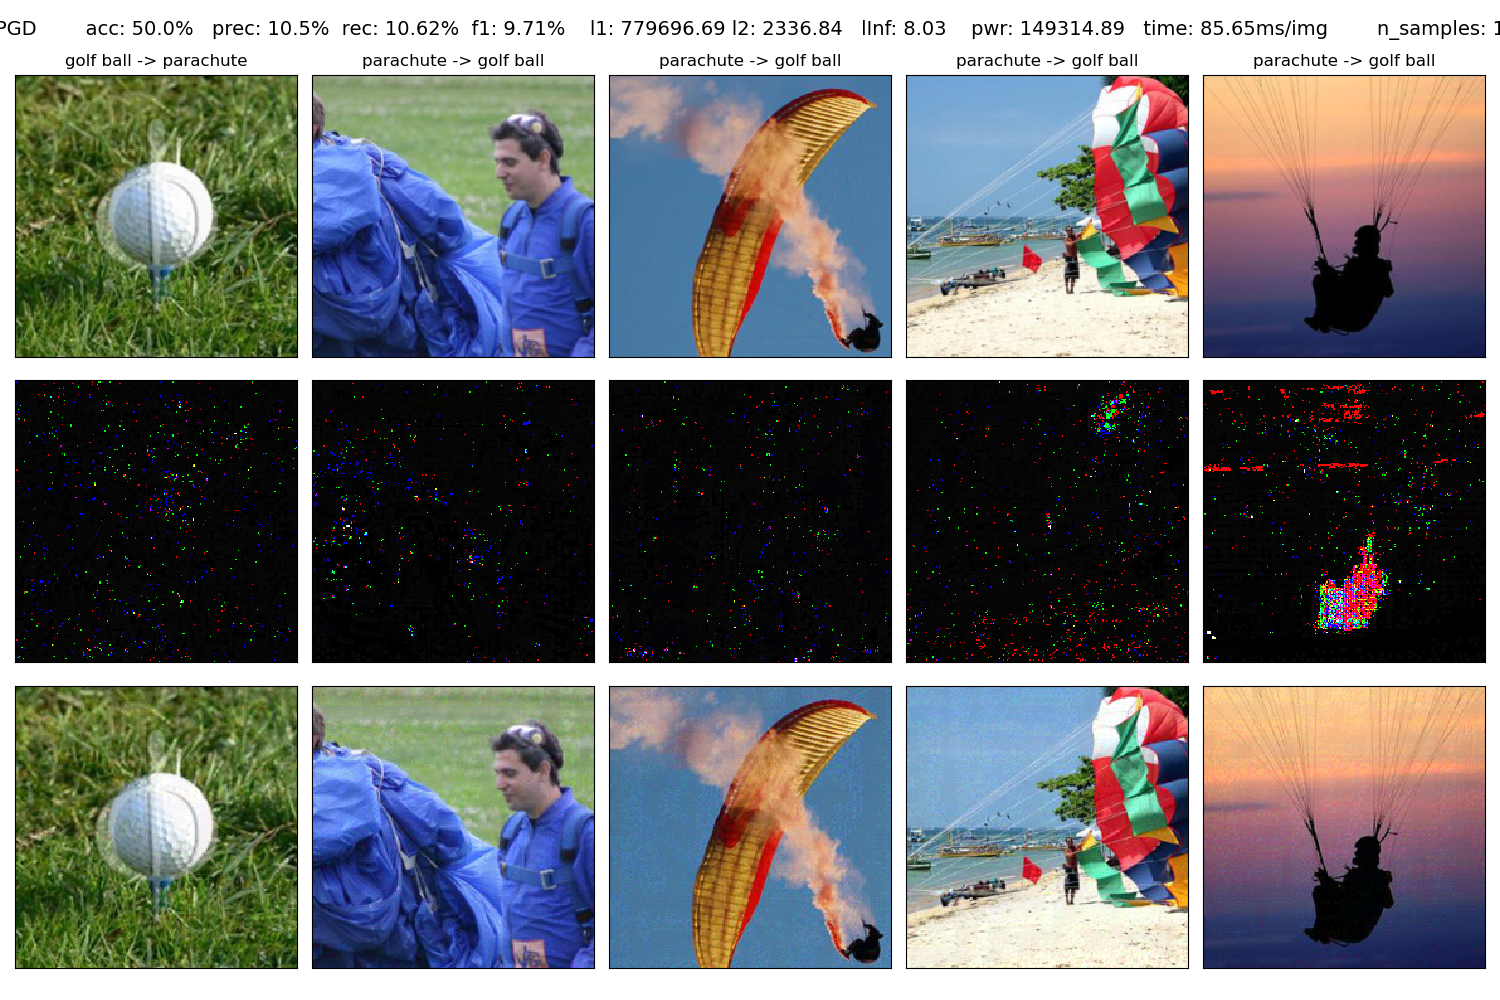 PGD acc: 50.0% prec: 10.5% rec: 10.62% f1: 9.71% l1: 779696.69 l2: 2336.84 lInf: 8.03 pwr: 149314.89 time: 85.65ms/img n_samples: 1
golf ball -> parachute
parachute -> golf ball
parachute -> golf ball
parachute -> golf ball
parachute -> golf ball